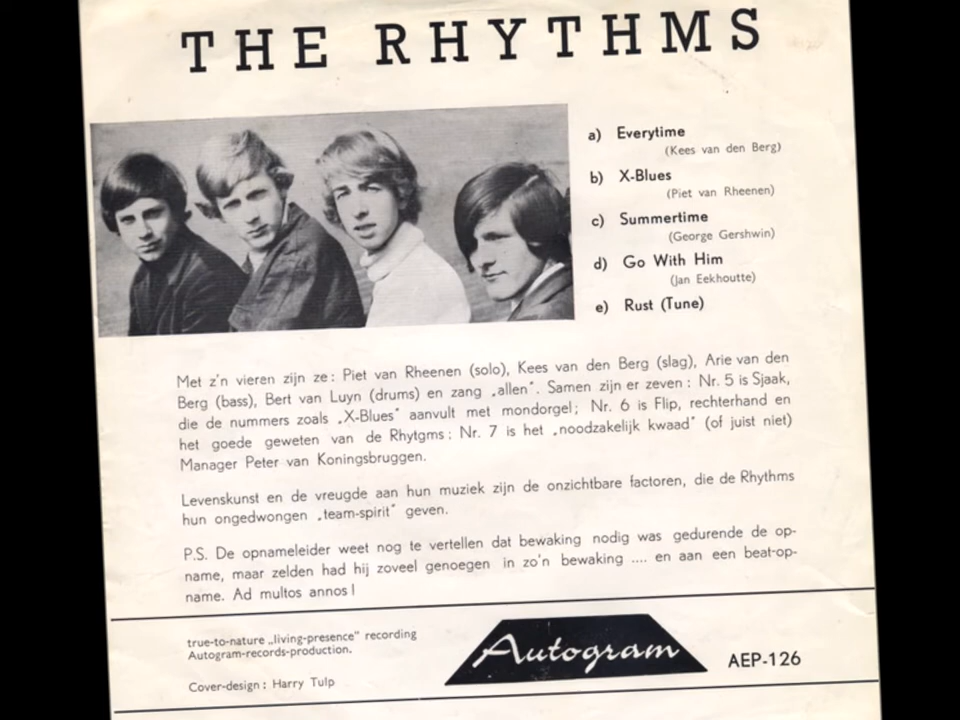 THE RHYTHMS
a) Everytime
(Kees van den Berg)
b) X-Blues
(Piet van Rheenen)
c) Summertime
(George Gershwin)
d) Go With Him
(Jan Eekhoutte)
e) Rust (Tune)
Met z'n vieren zijn ze: Piet van Rheenen (solo), Kees van den Berg (slag), Arie van den
Berg (bass), Bert van Luyn (drums) en zang „allen". Samen zijn er zeven: Nr. 5 is Sjaak,
die de nummers zoals „X-Blues" aanvult met mondorgel; Nr. 6 is Flip, rechterhand en
het goede geweten van de Rhytgms; Nr. 7 is het „noodzakelijk kwaad" (of juist niet)
Manager Peter van Koningsbruggen.
Levenskunst en de vreugde aan hun muziek zijn de onzichtbare factoren, die de Rhythms
hun ongedwongen „team-spirit" geven.
P.S. De opnameleider weet nog te vertellen dat bewaking nodig was gedurende de op-
name, maar zelden had hij zoveel genoegen in zo'n bewaking .... en aan een beat-op-
name. Ad multos annos!
true-to-nature „living-presence" recording
Autogram-records-production.
Cover-design: Harry Tulp
Autogram
AEP-126